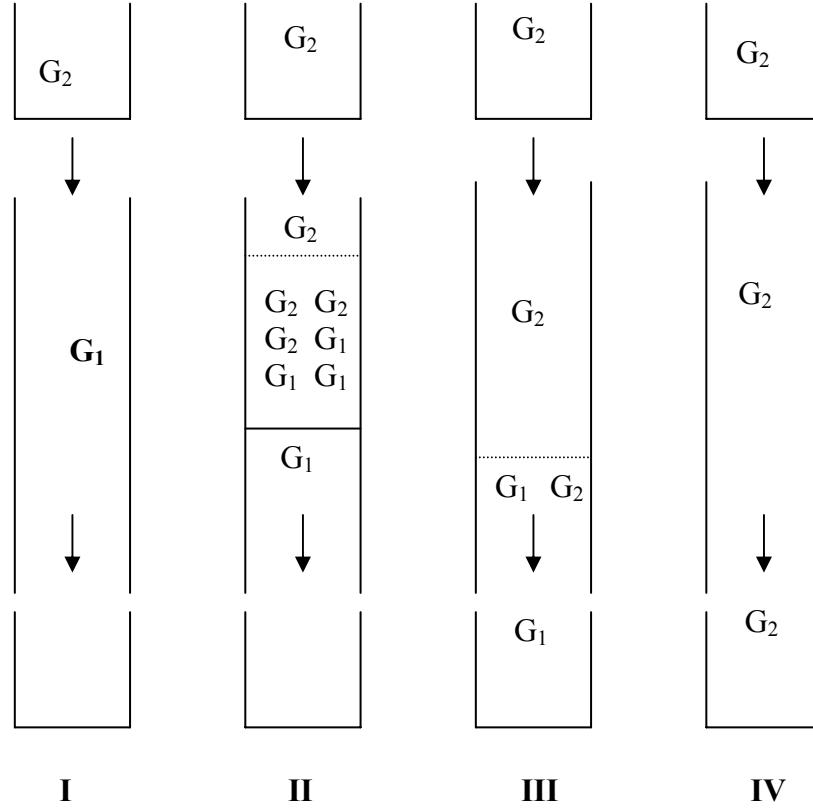 G₂ G₂ G₂ G₂
G₂
G₁ G₂ G₂ G₂ G₂
G₂ G₁
G₁ G₁
G₁ G₁ G₂
G₁ G₂
I II III IV